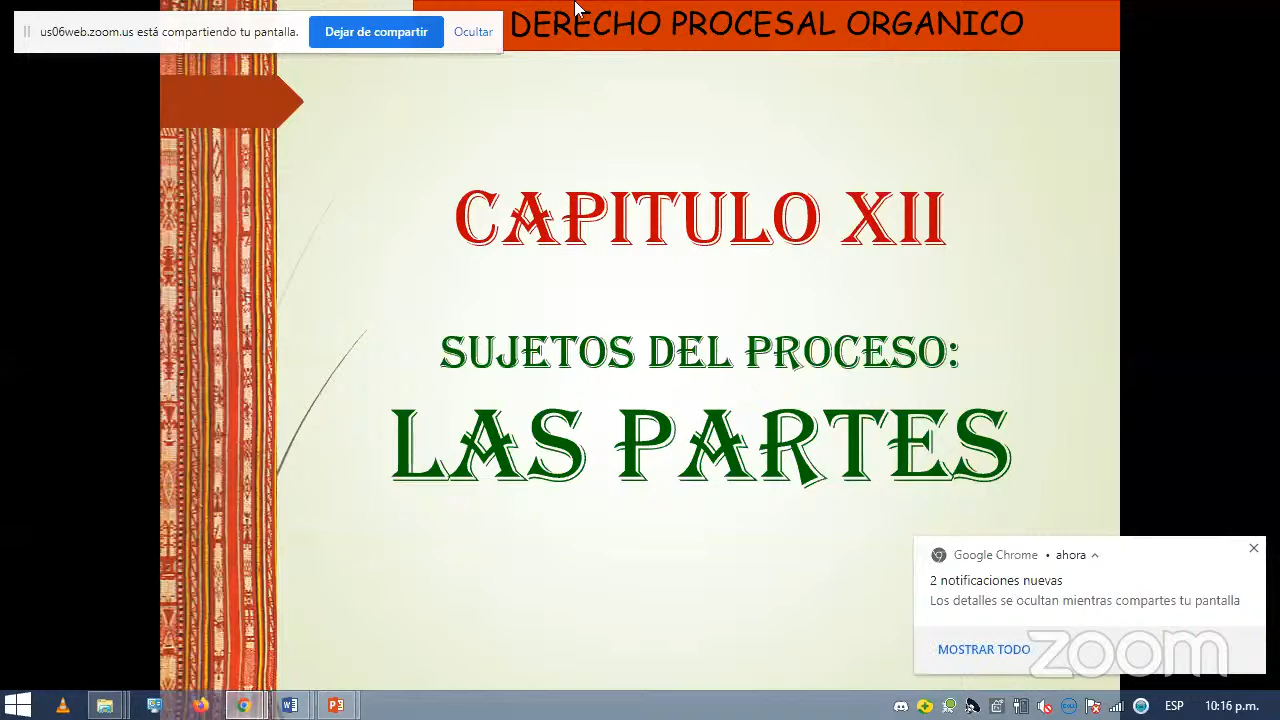 DERECHO PROCESAL ORGANICO
us06web.zoom.us está compartiendo tu pantalla.
Dejar de compartir
Ocultar
CAPITULO XII
SUJETOS DEL PROCESO:
LAS PARTES
Google Chrome • ahora
2 notificaciones nuevas
Los detalles se ocultan mientras compartes tu pantalla
MOSTRAR TODO
zoom
ESP
10:16 p.m.